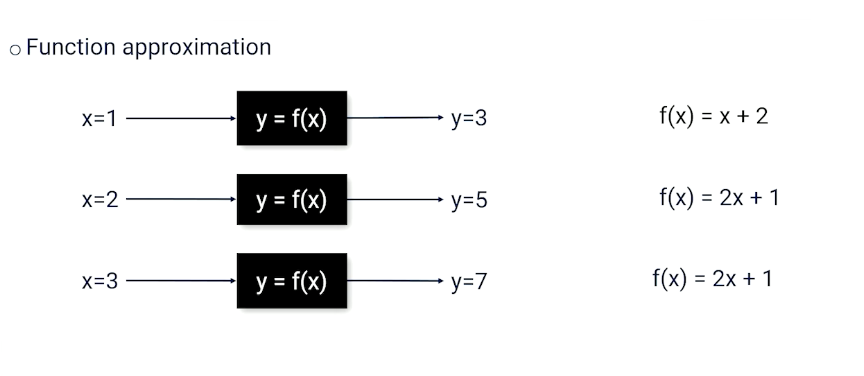 Function approximation
x=1 y = f(x) y=3 f(x) = x + 2
x=2 y = f(x) y=5 f(x) = 2x + 1
x=3 y = f(x) y=7 f(x) = 2x + 1